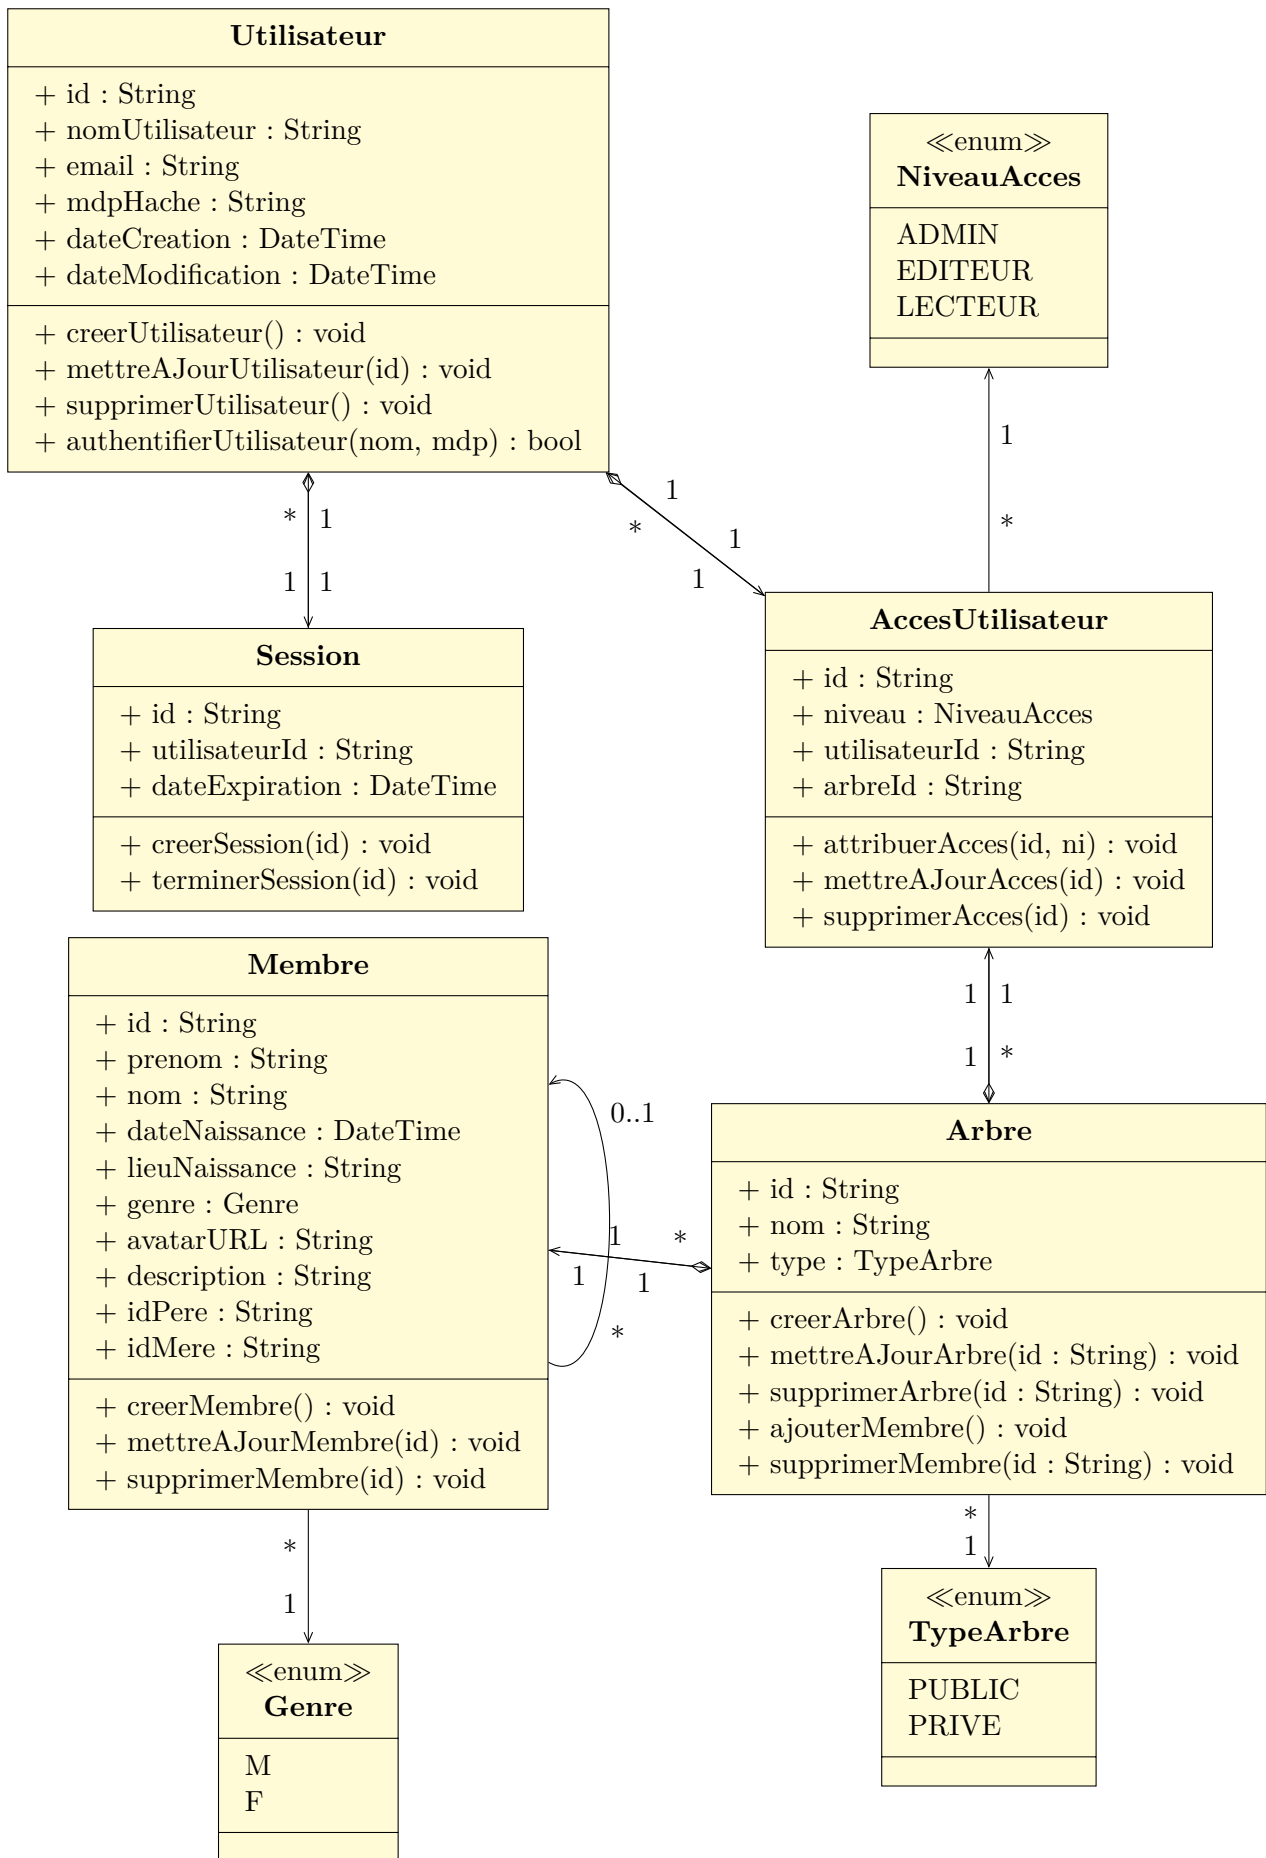 Utilisateur
+ id : String
+ nomUtilisateur : String
+ email : String
+ mdpHache : String
+ dateCreation : DateTime
+ dateModification : DateTime
+ creerUtilisateur() : void
+ mettreAJourUtilisateur(id) : void
+ supprimerUtilisateur() : void
+ authentifierUtilisateur(nom, mdp) : bool
≪enum≫
NiveauAcces
ADMIN
EDITEUR
LECTEUR
1
*
* 1
1 1
1
*
1
1
Session
+ id : String
+ utilisateurId : String
+ dateExpiration : DateTime
+ creerSession(id) : void
+ terminerSession(id) : void
AccesUtilisateur
+ id : String
+ niveau : NiveauAcces
+ utilisateurId : String
+ arbreId : String
+ attribuerAcces(id, ni) : void
+ mettreAJourAcces(id) : void
+ supprimerAcces(id) : void
1 1
1 *
Membre
+ id : String
+ prenom : String
+ nom : String
+ dateNaissance : DateTime
+ lieuNaissance : String
+ genre : Genre
+ avatarURL : String
+ description : String
+ idPere : String
+ idMere : String
+ creerMembre() : void
+ mettreAJourMembre(id) : void
+ supprimerMembre(id) : void
0..1
1 *
1 1
*
Arbre
+ id : String
+ nom : String
+ type : TypeArbre
+ creerArbre() : void
+ mettreAJourArbre(id : String) : void
+ supprimerArbre(id : String) : void
+ ajouterMembre() : void
+ supprimerMembre(id : String) : void
*
1
*
1
≪enum≫
Genre
M
F
≪enum≫
TypeArbre
PUBLIC
PRIVE